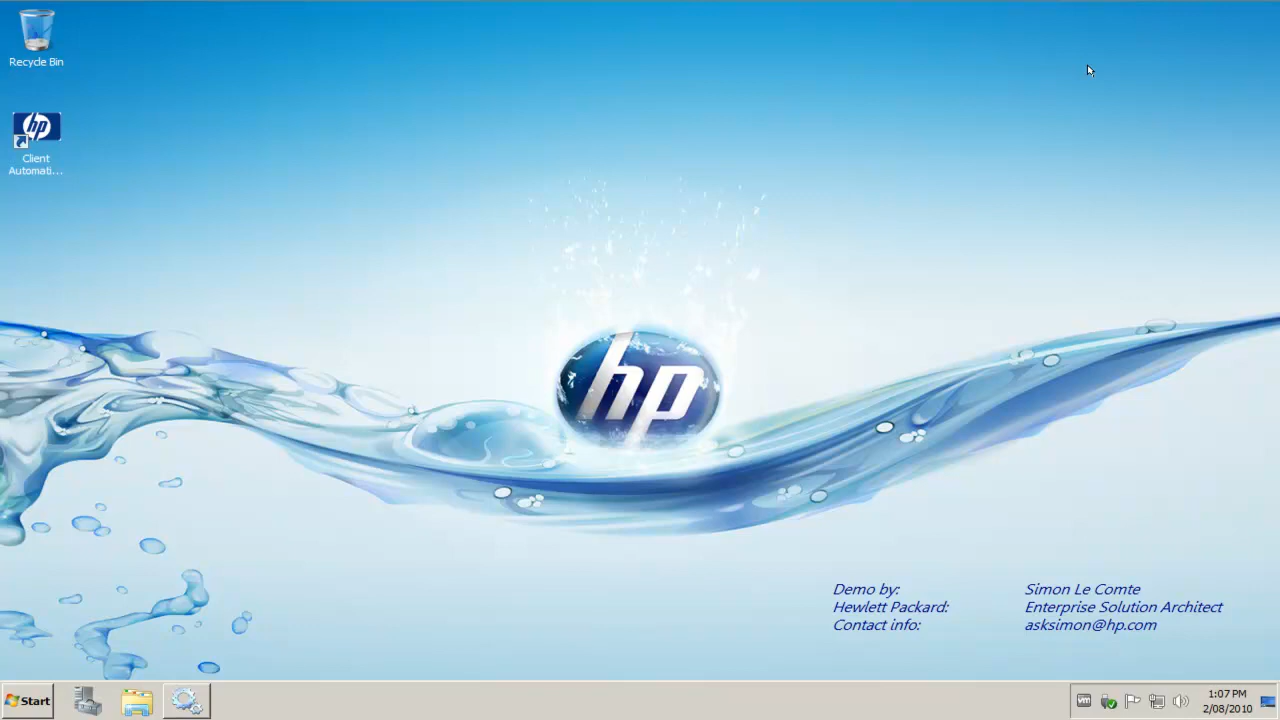 Recycle Bin
Client
Automati...
hp
Demo by: Simon Le Comte
Hewlett Packard: Enterprise Solution Architect
Contact info: asksimon@hp.com
Start
1:07 PM
2/08/2010